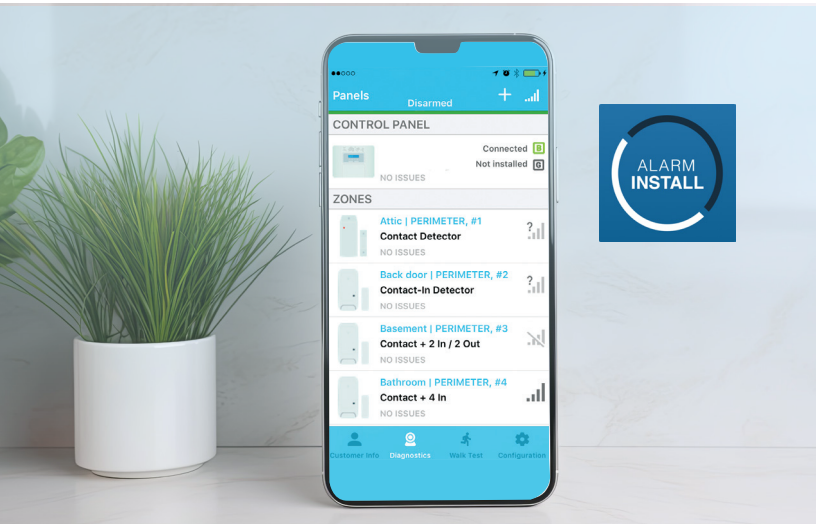 Panels
Disarmed
CONTROL PANEL
Connected B
Not installed G
NO ISSUES
ZONES
Attic | PERIMETER, #1
Contact Detector
NO ISSUES
?
Back door | PERIMETER, #2
Contact-In Detector
NO ISSUES
?
Basement | PERIMETER, #3
Contact + 2 In / 2 Out
NO ISSUES
Bathroom | PERIMETER, #4
Contact + 4 In
NO ISSUES
Customer Info Diagnostics Walk Test Configuration
ALARM
INSTALL